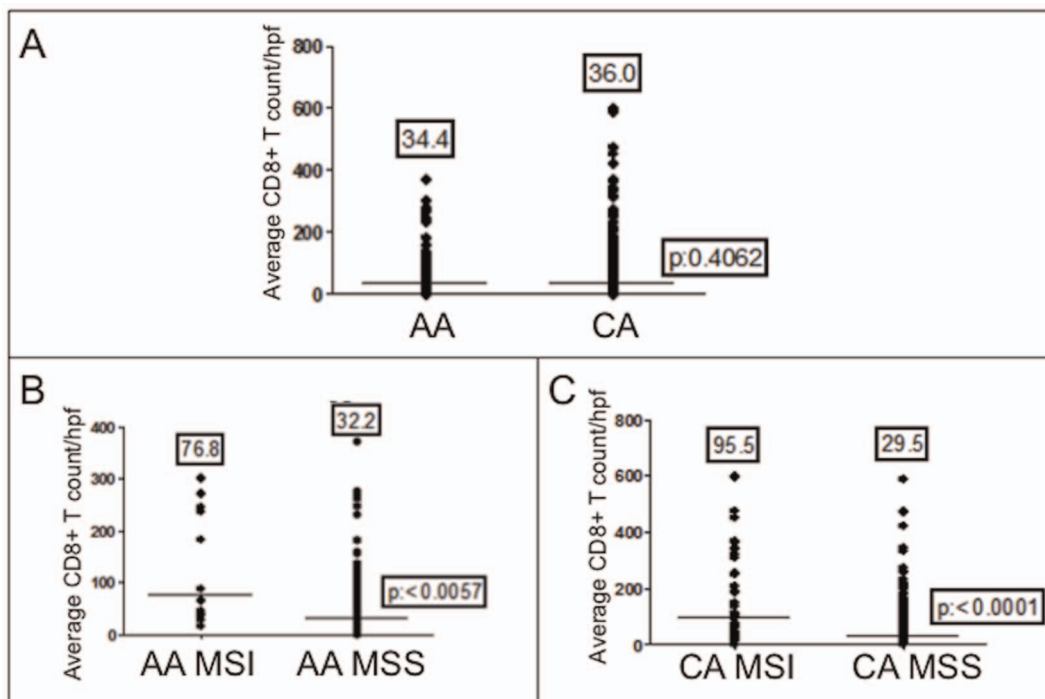 A
Average CD8+ T count/hpf
800
600
400
200
0
34.4
36.0
p:0.4062
AA
CA
B
Average CD8+ T count/hpf
400
300
200
100
0
76.8
32.2
p:<0.0057
AA MSI
AA MSS
C
Average CD8+ T count/hpf
800
600
400
200
0
95.5
29.5
p:<0.0001
CA MSI
CA MSS